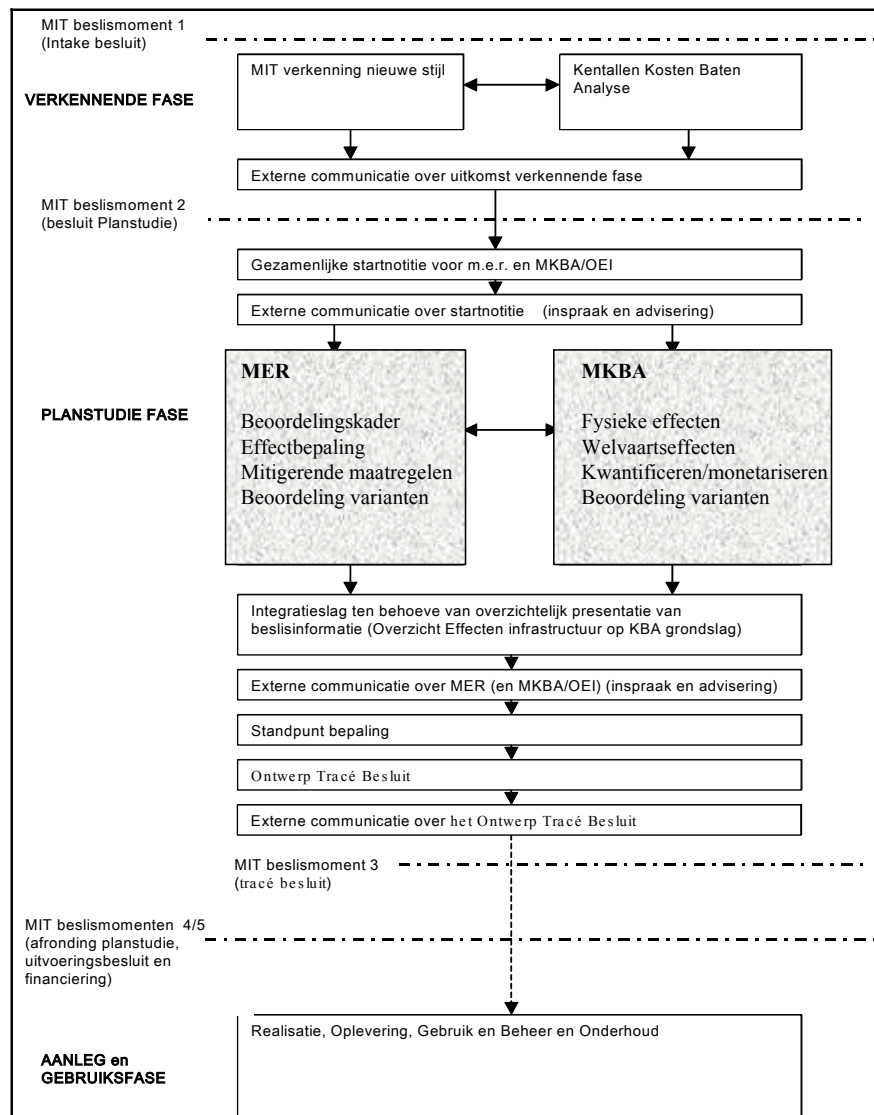 MIT beslismoment 1
(Intake besluit)
MIT verkenning nieuwe stijl
Kentallen Kosten Baten
Analyse
VERKENNENDE FASE
Externe communicatie over uitkomst verkennende fase
MIT beslismoment 2
(besluit Planstudie)
Gezamenlijke startnotitie voor m.e.r. en MKBA/OEI
Externe communicatie over startnotitie (inspraak en advisering)
PLANSTUDIE FASE
MER
Beoordelingskader
Effectbepaling
Mitigerende maatregelen
Beoordeling varianten
MKBA
Fysieke effecten
Welvaartseffecten
Kwantificeren/monetariseren
Beoordeling varianten
Integratieslag ten behoeve van overzichtelijk presentatie van
beslisinformatie (Overzicht Effecten infrastructuur op KBA grondslag)
Externe communicatie over MER (en MKBA/OEI) (inspraak en advisering)
Standpunt bepaling
Ontwerp Tracé Besluit
Externe communicatie over het Ontwerp Tracé Besluit
MIT beslismoment 3
(tracé besluit)
MIT beslismomenten 4/5
(afronding planstudie,
uitvoeringsbesluit en
financiering)
Realisatie, Oplevering, Gebruik en Beheer en Onderhoud
AANLEG en
GEBRUIKSFASE